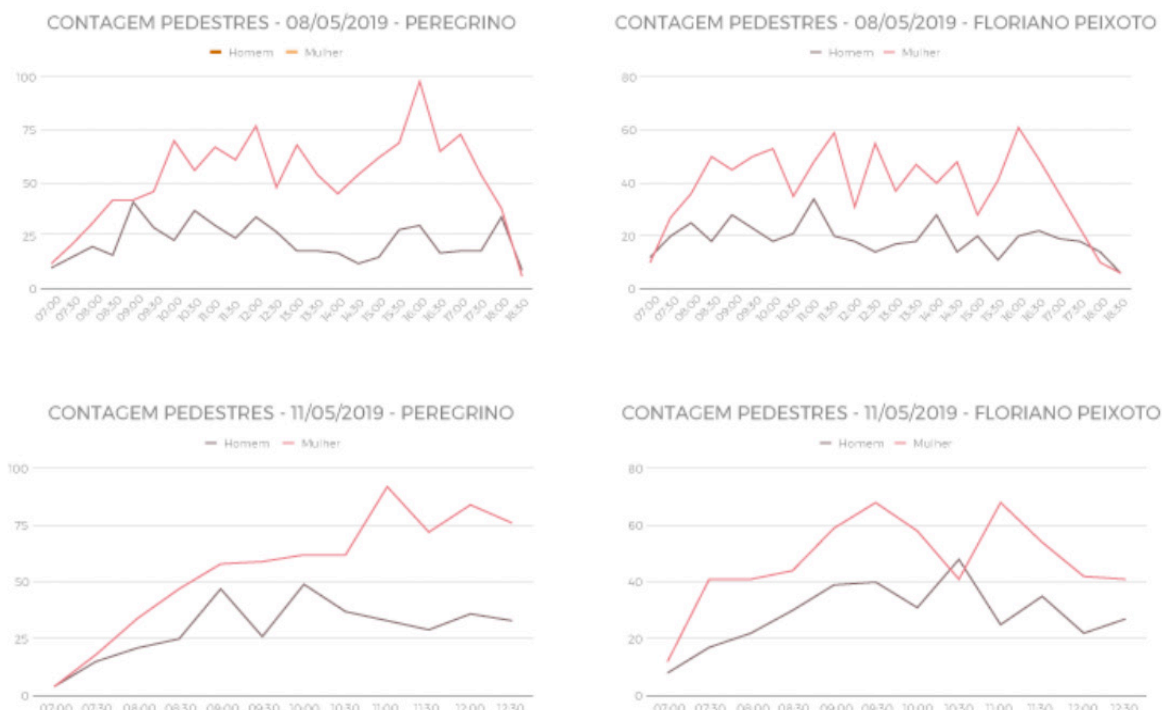 CONTAGEM PEDESTRES - 08/05/2019 - PEREGRINO
Homem Mulher
100
75
50
25
0
07:00 07:30 08:00 08:30 09:00 09:30 10:00 10:30 11:00 11:30 12:00 12:30 13:00 13:30 14:00 14:30 15:00 15:30 16:00 16:30 17:00 17:30 18:00 18:30
CONTAGEM PEDESTRES - 08/05/2019 - FLORIANO PEIXOTO
Homem Mulher
80
60
40
20
0
07:00 07:30 08:00 08:30 09:00 09:30 10:00 10:30 11:00 11:30 12:00 12:30 13:00 13:30 14:00 14:30 15:00 15:30 16:00 16:30 17:00 17:30 18:00 18:30
CONTAGEM PEDESTRES - 11/05/2019 - PEREGRINO
Homem Mulher
100
75
50
25
0
07:00 07:30 08:00 08:30 09:00 09:30 10:00 10:30 11:00 11:30 12:00 12:30
CONTAGEM PEDESTRES - 11/05/2019 - FLORIANO PEIXOTO
Homem Mulher
80
60
40
20
0
07:00 07:30 08:00 08:30 09:00 09:30 10:00 10:30 11:00 11:30 12:00 12:30